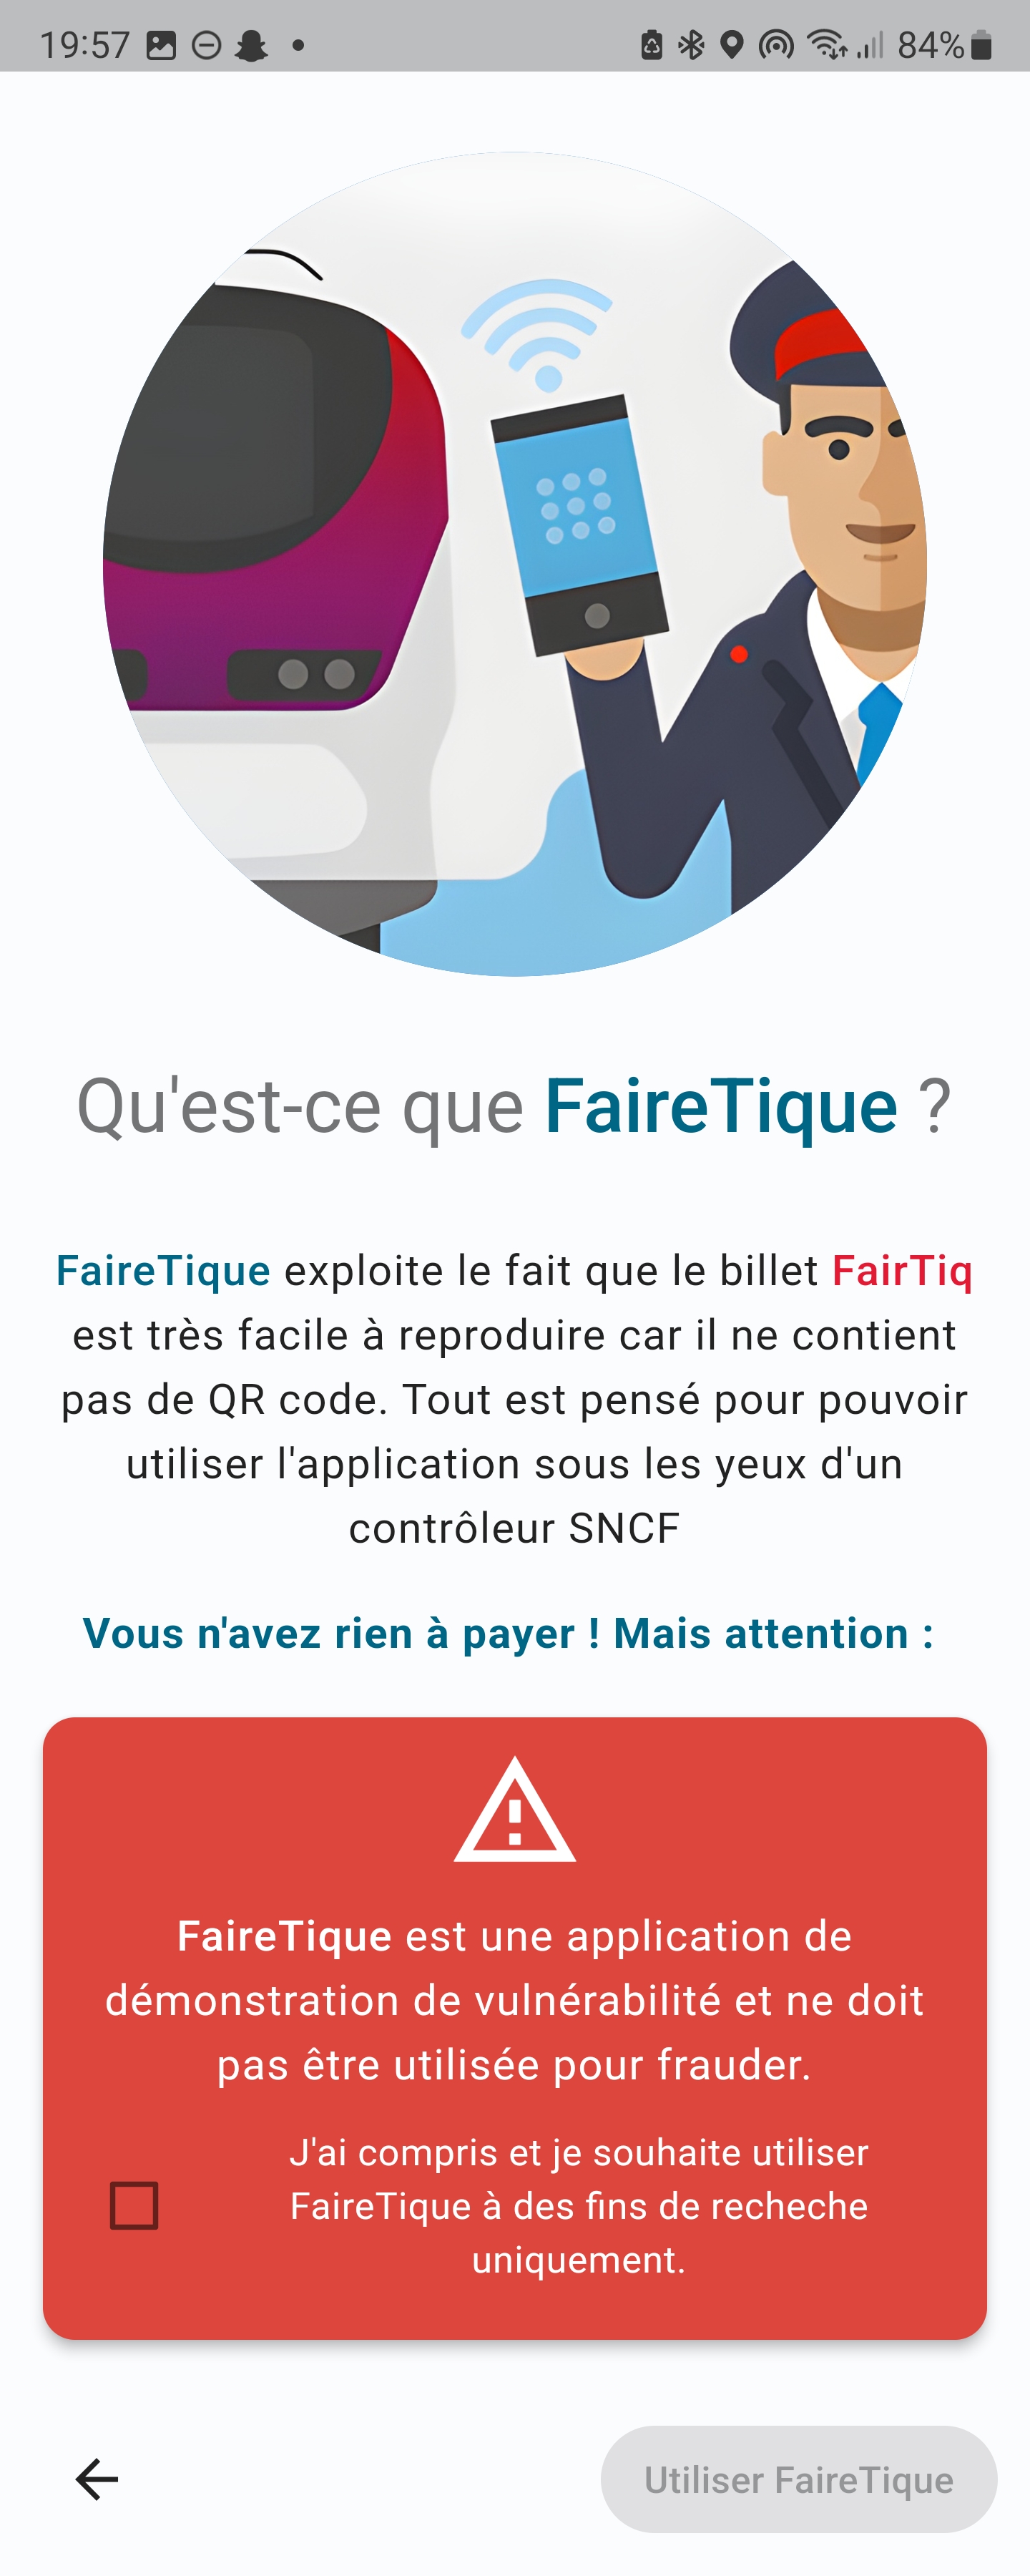 19:57
84%
Qu'est-ce que FaireTique ?
FaireTique exploite le fait que le billet FairTiq
est très facile à reproduire car il ne contient
pas de QR code. Tout est pensé pour pouvoir
utiliser l'application sous les yeux d'un
contrôleur SNCF
Vous n'avez rien à payer ! Mais attention :
FaireTique est une application de
démonstration de vulnérabilité et ne doit
pas être utilisée pour frauder.
J'ai compris et je souhaite utiliser
FaireTique à des fins de recheche
uniquement.
Utiliser FaireTique